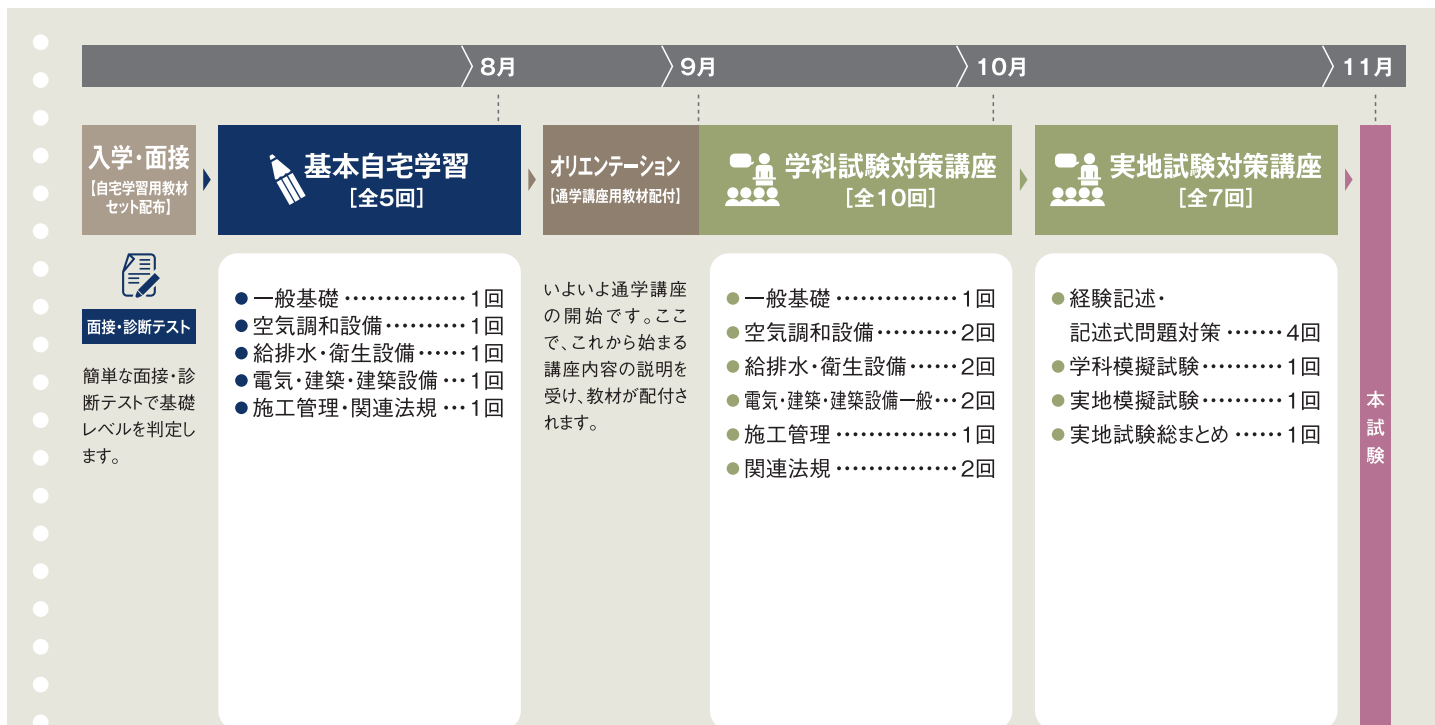 8月
9月
10月
11月
入学・面接
【自宅学習用教材
セット配布】
面接・診断テスト
簡単な面接・診
断テストで基礎
レベルを判定し
ます。
基本自宅学習
[全5回]
●一般基礎……………1回
●空気調和設備………1回
●給排水・衛生設備……1回
●電気・建築・建築設備…1回
●施工管理・関連法規…1回
オリエンテーション
【通学講座用教材配付】
いよいよ通学講座
の開始です。ここ
で、これから始まる
講座内容の説明を
受け、教材が配付さ
れます。
学科試験対策講座
[全10回]
●一般基礎……………1回
●空気調和設備………2回
●給排水・衛生設備……2回
●電気・建築・建築設備一般…2回
●施工管理……………1回
●関連法規……………2回
実地試験対策講座
[全7回]
●経験記述・
記述式問題対策……4回
●学科模擬試験………1回
●実地模擬試験………1回
●実地試験総まとめ……1回
本試験